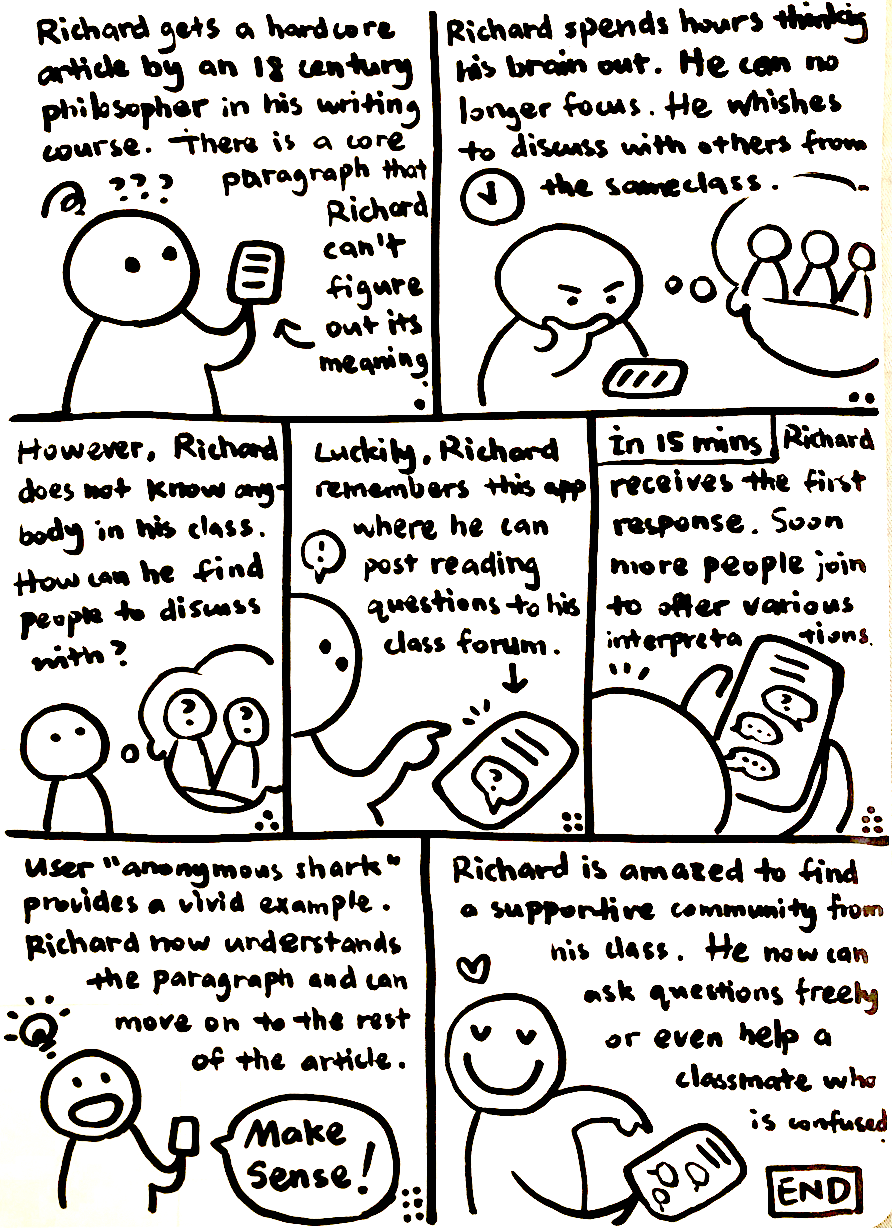 Richard gets a hardcore
article by an 18 century
philosopher in his writing
course. There is a core
paragraph that
Richard
can't
figure
out its
meaning
???
Richard spends hours thinking
his brain out. He can no
longer focus. He whishes
to discuss with others from
the same class.
However, Richard
does not know any-
body in his class.
How can he find
people to discuss
with?
? ?
Luckily, Richard
remembers this app
where he can
post reading
questions to his
class forum.
!
?
In 15 mins Richard
receives the first
response. Soon
more people join
to offer various
interpretations.
?
...
...
User "anonymous shark"
provides a vivid example.
Richard now understands
the paragraph and can
move on to the rest
of the article.
Make
Sense!
Richard is amazed to find
a supportive community from
his class. He now can
ask questions freely
or even help a
classmate who
is confused
END